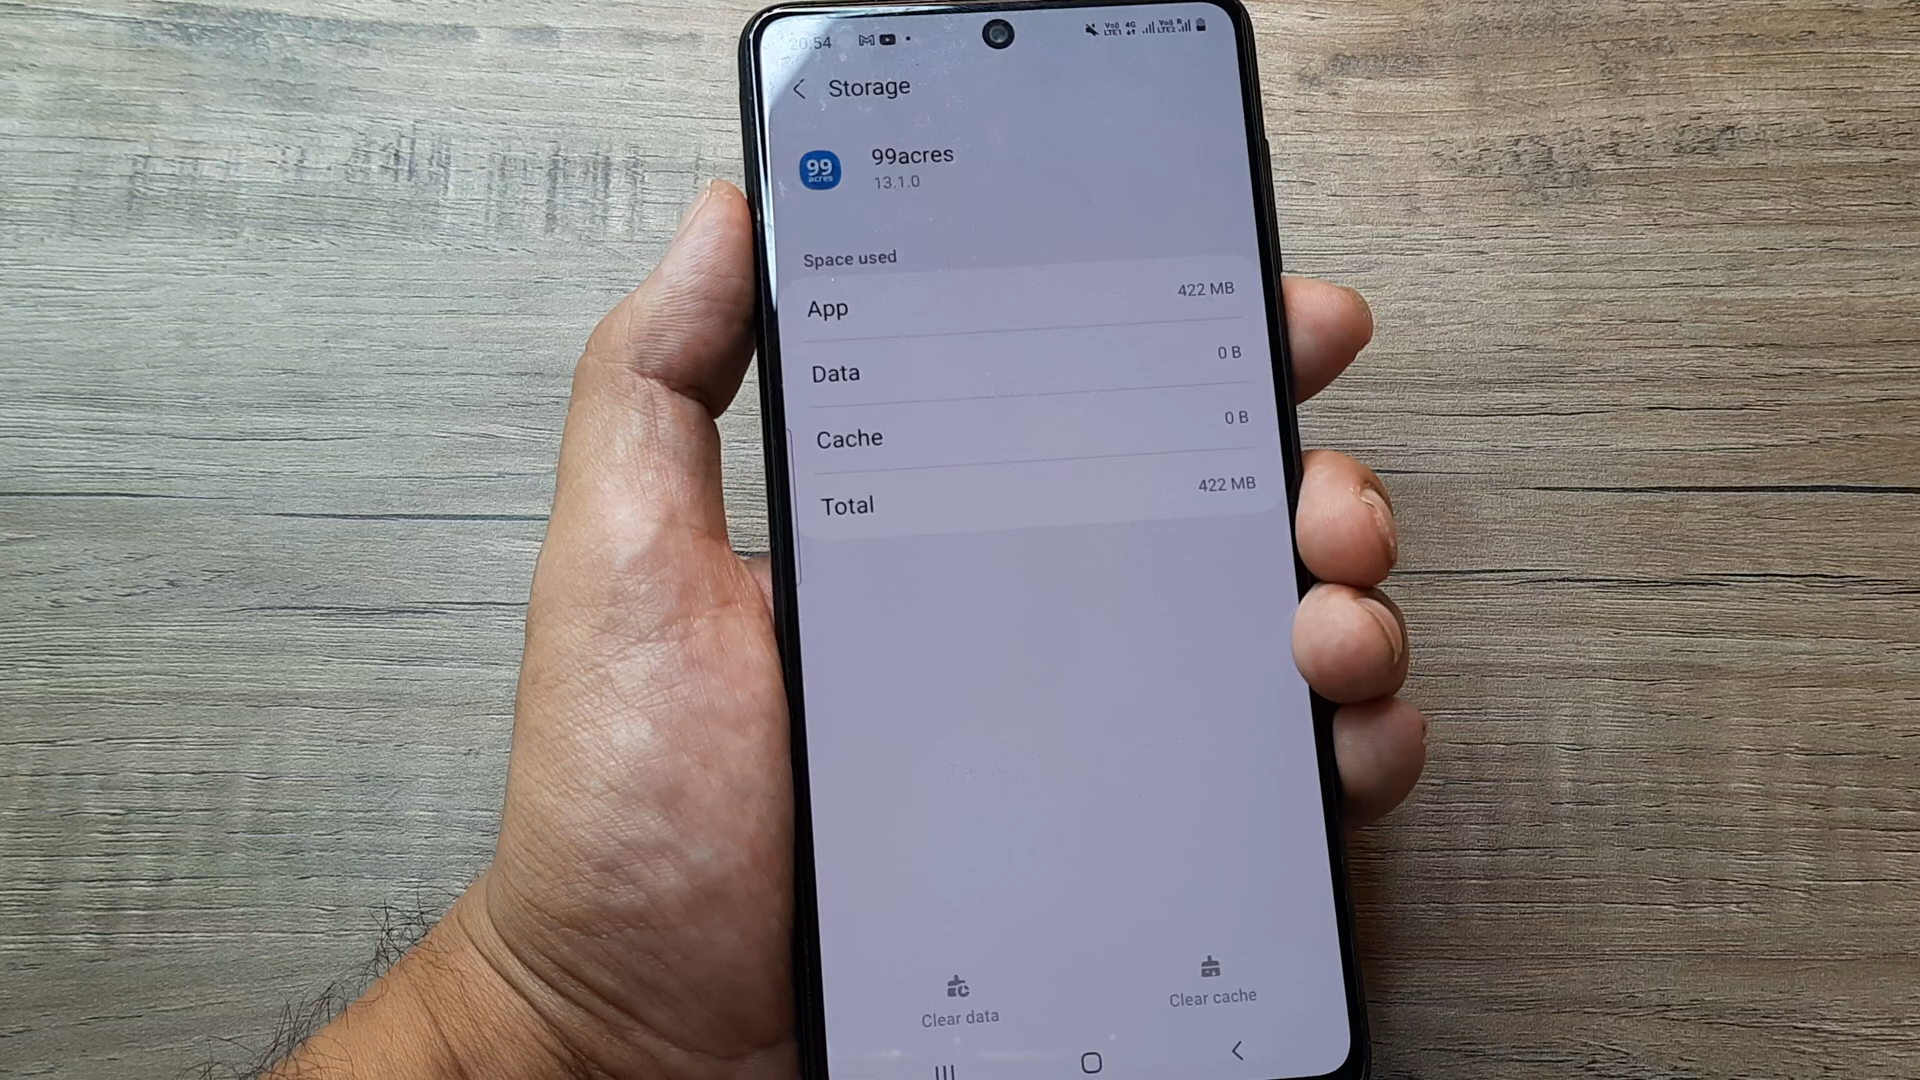 20:54
Storage
99 acres
99acres
13.1.0
Space used
App 422 MB
Data 0 B
Cache 0 B
Total 422 MB
Clear data
Clear cache